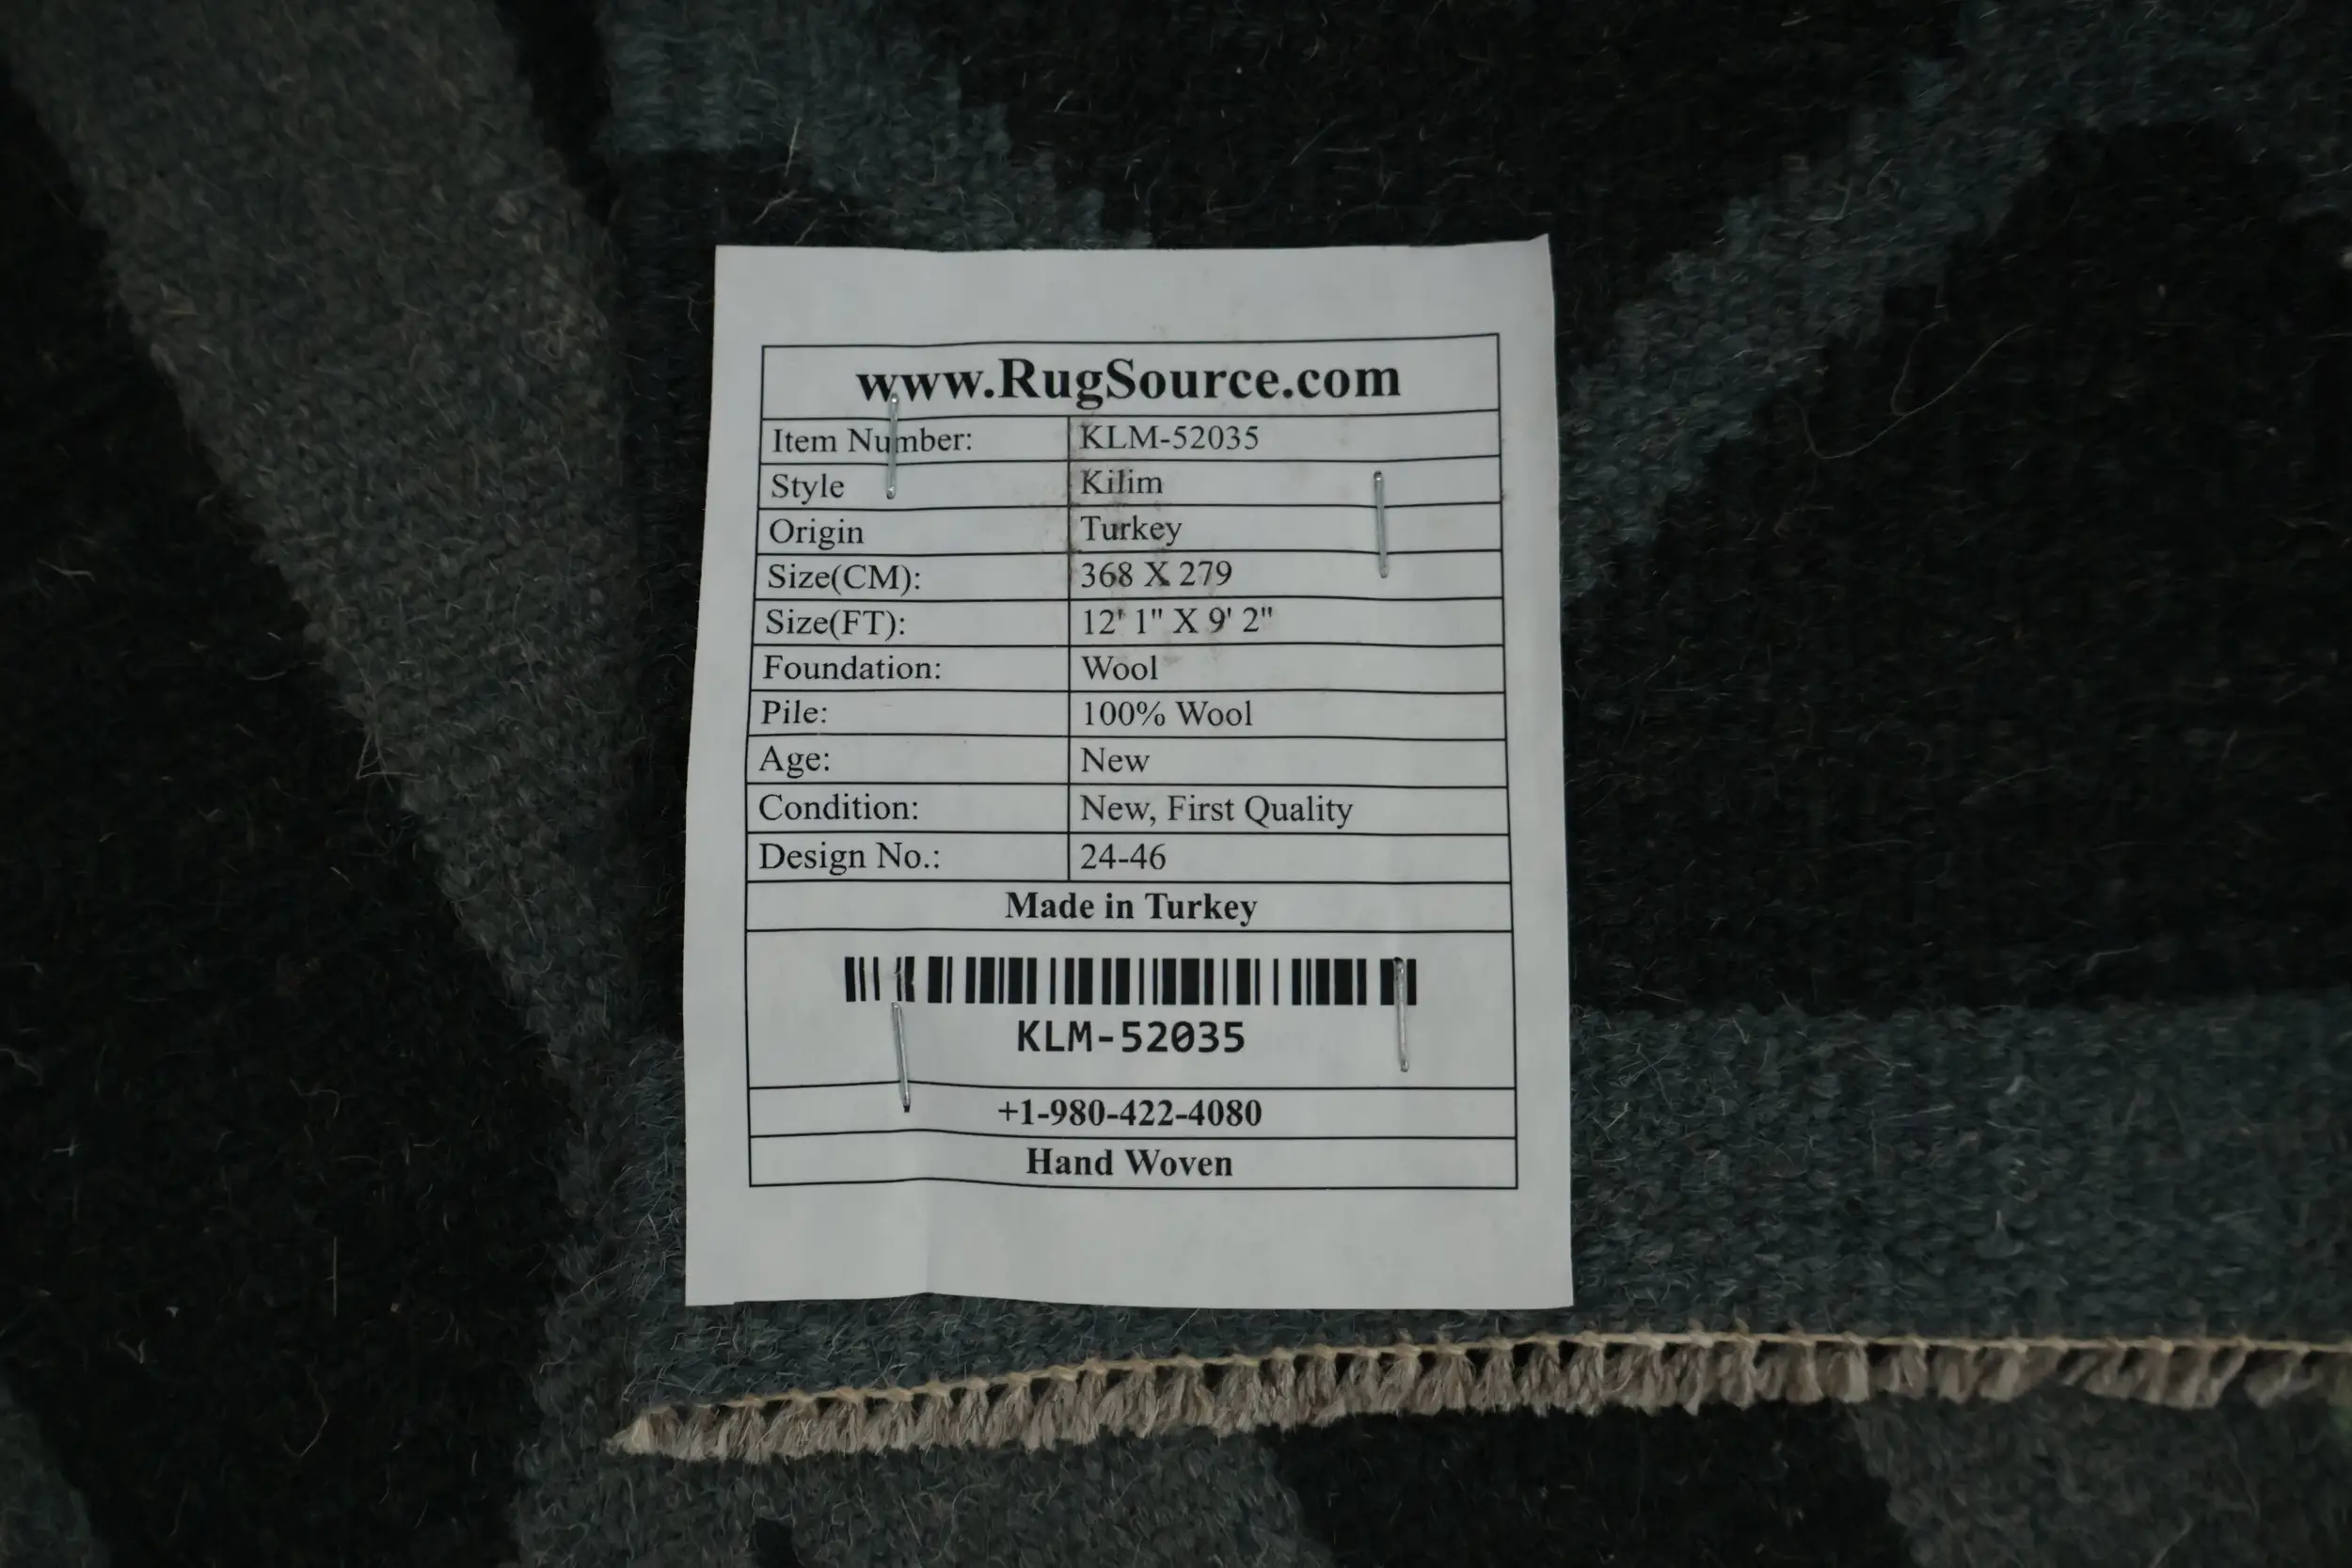 www.RugSource.com
Item Number: KLM-52035
Style Kilim
Origin Turkey
Size(CM): 368 X 279
Size(FT): 12' 1" X 9' 2"
Foundation: Wool
Pile: 100% Wool
Age: New
Condition: New, First Quality
Design No.: 24-46
Made in Turkey
KLM-52035
+1-980-422-4080
Hand Woven